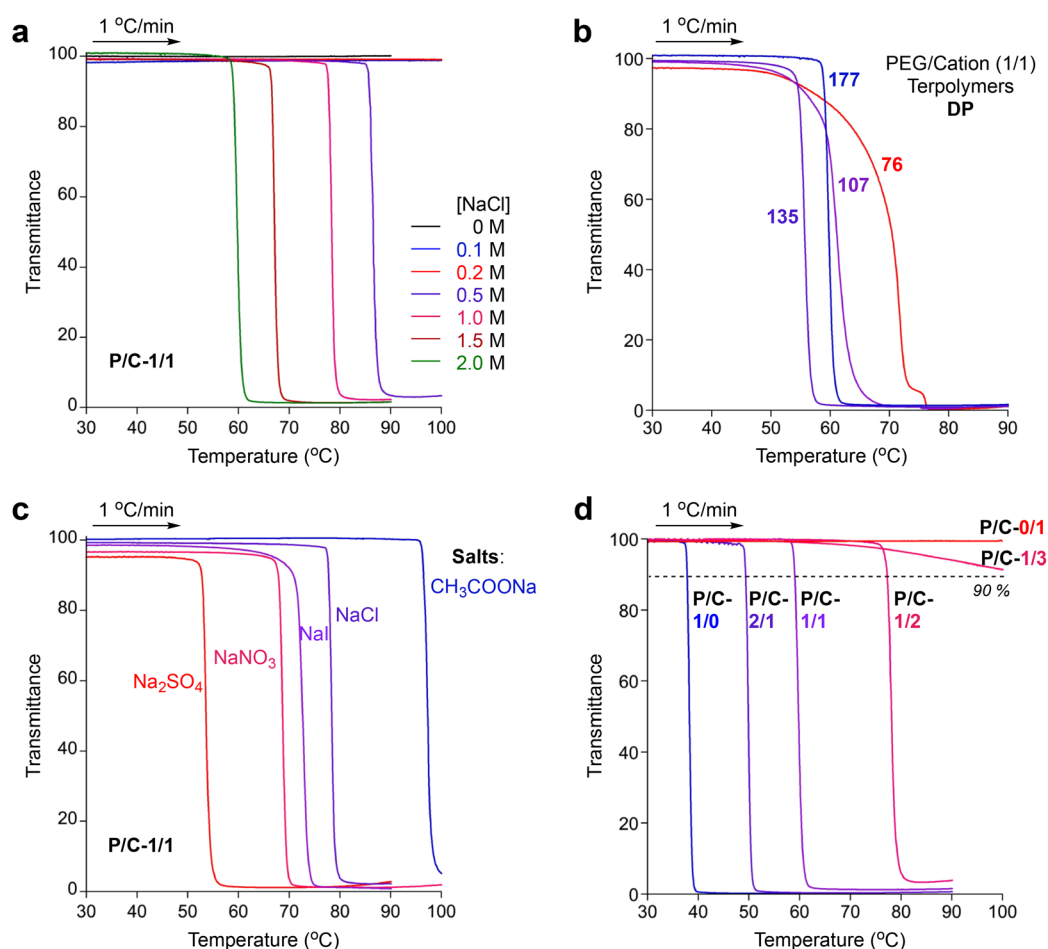 a
1 °C/min
100
80
60
40
20
0
Transmittance
[NaCl]
0 M
0.1 M
0.2 M
0.5 M
1.0 M
1.5 M
2.0 M
P/C-1/1
30 40 50 60 70 80 90 100
Temperature (°C)
b
1 °C/min
100
80
60
40
20
0
Transmittance
PEG/Cation (1/1)
Terpolymers
DP
177
76
107
135
30 40 50 60 70 80 90
Temperature (°C)
c
1 °C/min
100
80
60
40
20
0
Transmittance
Salts:
CH₃COONa
NaCl
NaI
NaNO₃
Na₂SO₄
P/C-1/1
30 40 50 60 70 80 90 100
Temperature (°C)
d
1 °C/min
100
80
60
40
20
0
Transmittance
P/C-0/1
P/C-1/3
90 %
P/C-
1/0
P/C-
2/1
P/C-
1/1
P/C-
1/2
30 40 50 60 70 80 90 100
Temperature (°C)